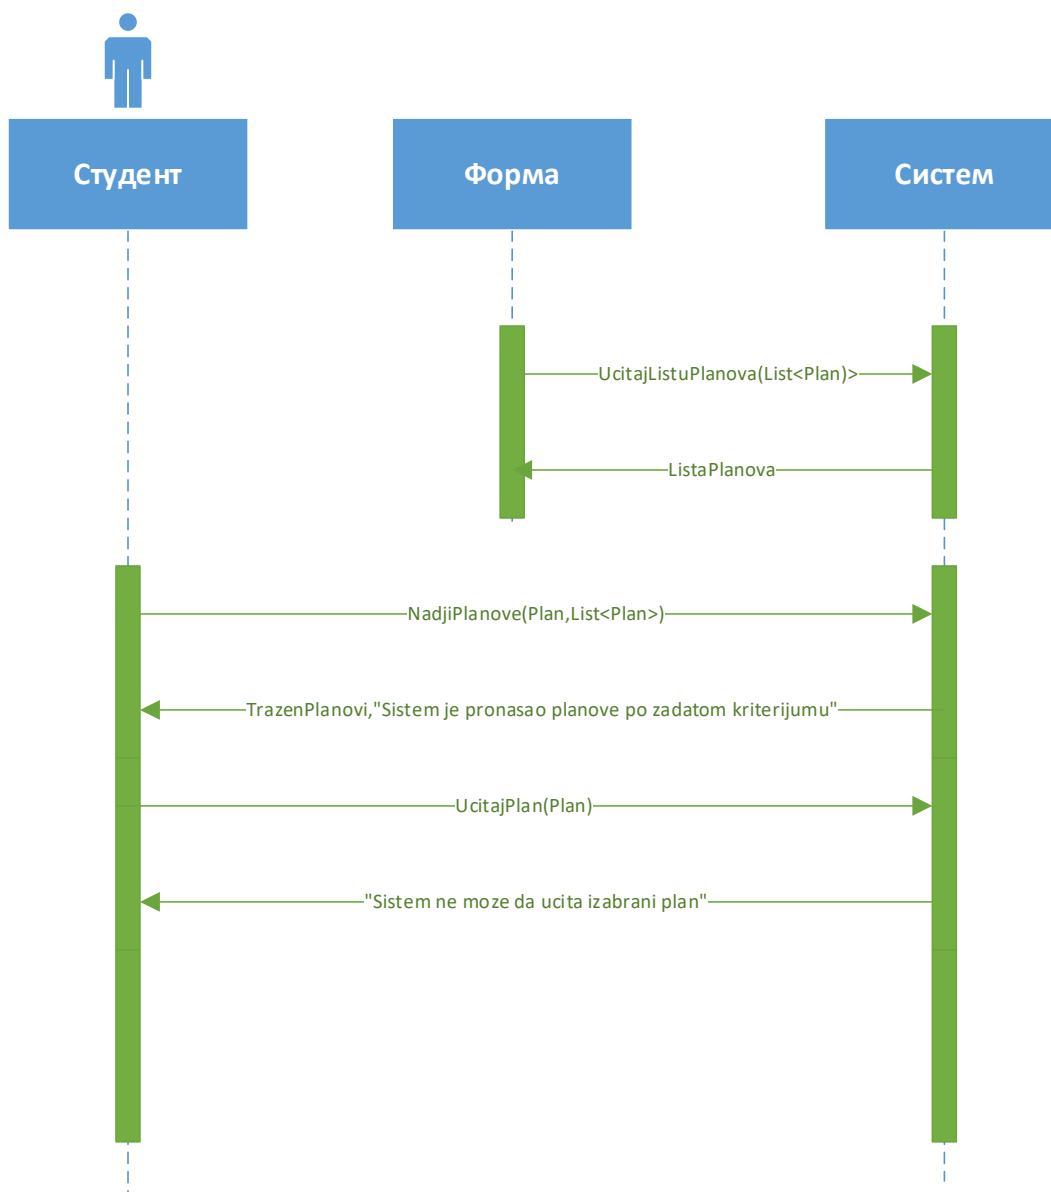 Студент
Форма
Систем
UcitajListuPlanova(List<Plan)>
ListaPlanova
NadjiPlanove(Plan,List<Plan>)
TrazenPlanovi,"Sistem je pronasao planove po zadatom kriterijumu"
UcitajPlan(Plan)
"Sistem ne moze da ucita izabrani plan"